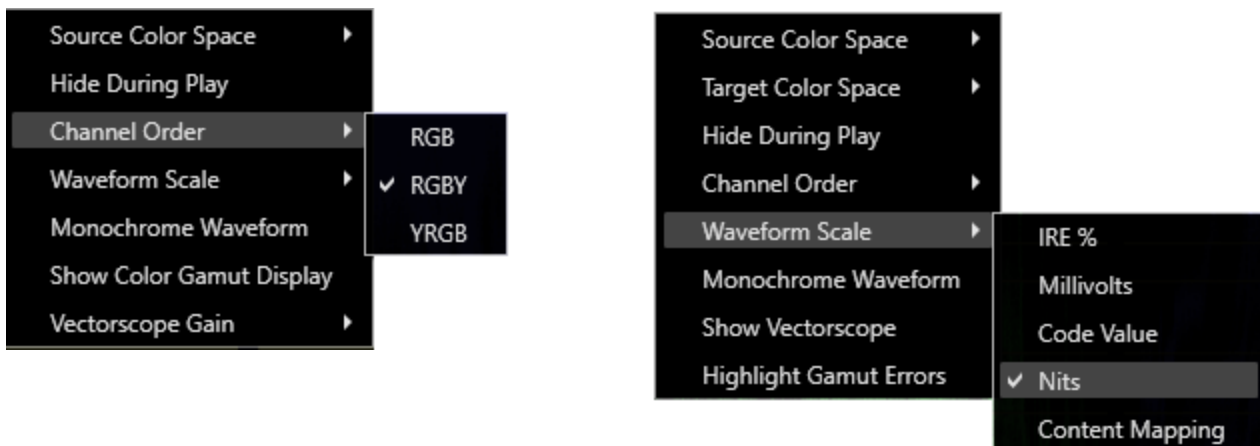 Source Color Space
Hide During Play
Channel Order
Waveform Scale
Monochrome Waveform
Show Color Gamut Display
Vectorscope Gain
RGB
RGBY
YRGB
Source Color Space
Target Color Space
Hide During Play
Channel Order
Waveform Scale
Monochrome Waveform
Show Vectorscope
Highlight Gamut Errors
IRE %
Millivolts
Code Value
Nits
Content Mapping